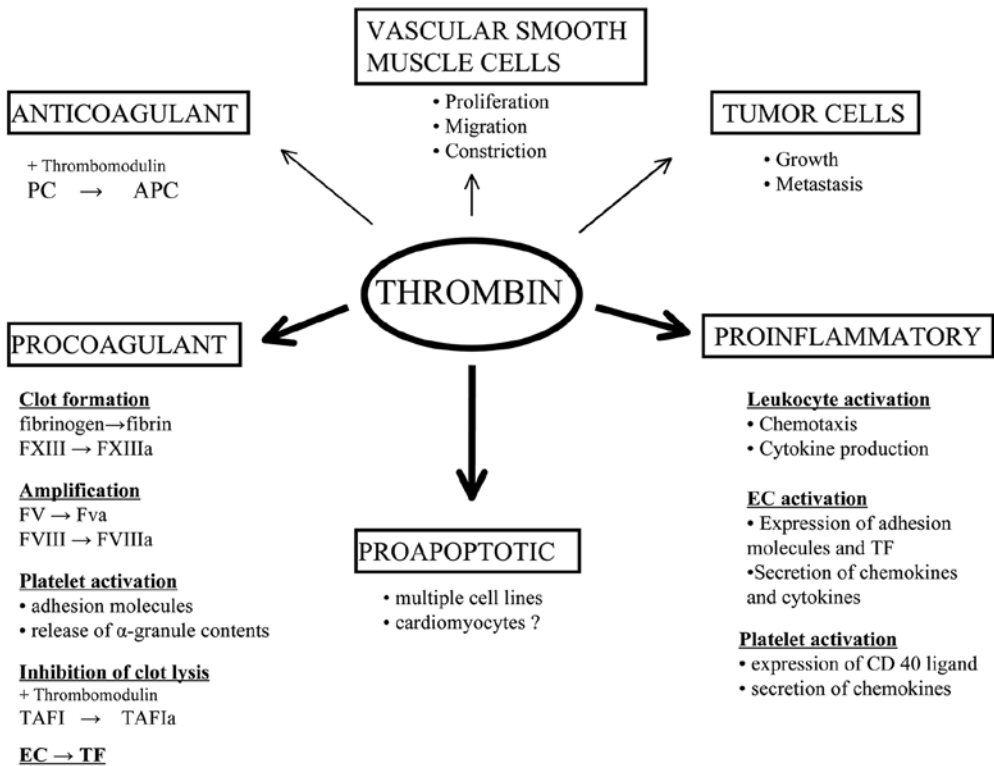 VASCULAR SMOOTH
MUSCLE CELLS
• Proliferation
• Migration
• Constriction
ANTICOAGULANT
+ Thrombomodulin
PC → APC
TUMOR CELLS
• Growth
• Metastasis
THROMBIN
PROCOAGULANT
Clot formation
fibrinogen→fibrin
FXIII → FXIIIa
Amplification
FV → Fva
FVIII → FVIIIa
Platelet activation
• adhesion molecules
• release of α-granule contents
Inhibition of clot lysis
+ Thrombomodulin
TAFI → TAFIa
EC → TF
PROAPOPTOTIC
• multiple cell lines
• cardiomyocytes ?
PROINFLAMMATORY
Leukocyte activation
• Chemotaxis
• Cytokine production
EC activation
• Expression of adhesion
molecules and TF
•Secretion of chemokines
and cytokines
Platelet activation
• expression of CD 40 ligand
• secretion of chemokines